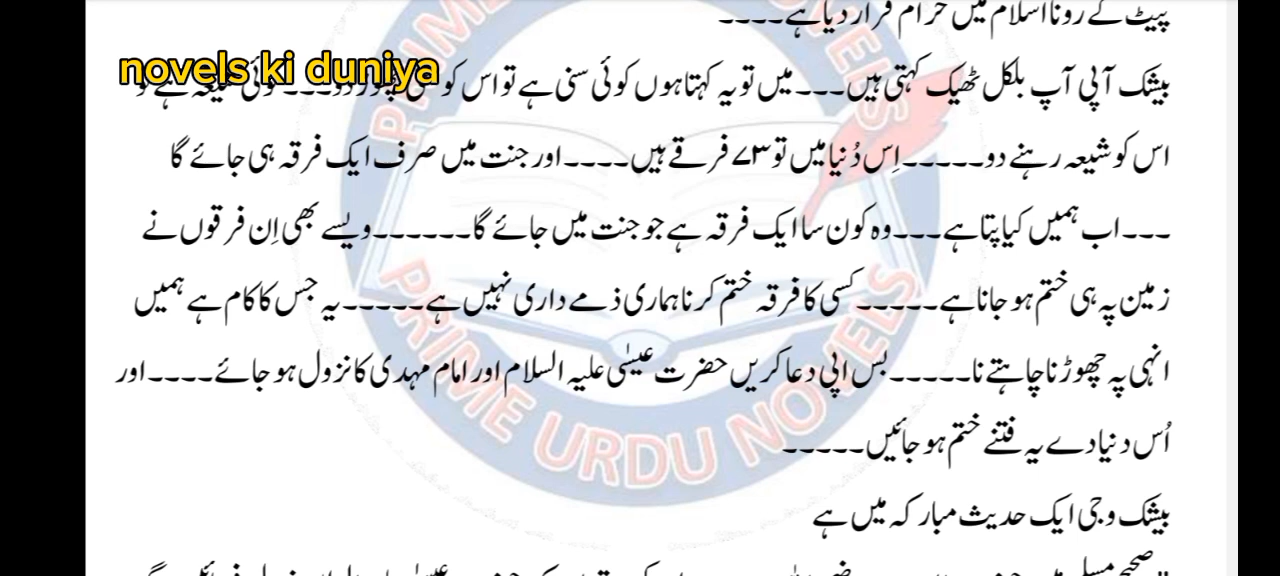 پیٹ کے رونا اسلام میں حرام قرار دیا ہے۔۔۔۔
novels ki duniya
بیشک آپی آپ بلکل ٹھیک کہتی ہیں۔۔۔میں تو یہ کہتا ہوں کوئی سنی ہے تو اس کو
اس کو شیعہ رہنے دو۔۔۔۔۔اِس دُنیا میں تو ۷۳ فرقے ہیں۔۔۔۔اور جنت میں صرف ایک فرقہ ہی جائے گا
۔۔۔اب ہمیں کیا پتا ہے۔۔۔وہ کون سا ایک فرقہ ہے جو جنت میں جائے گا۔۔۔۔۔۔ویسے بھی اِن فرقوں نے
زمین پہ ہی ختم ہو جانا ہے۔۔۔۔۔کسی کا فرقہ ختم کرنا ہماری ذمے داری نہیں ہے۔۔۔۔۔یہ جس کا کام ہے ہمیں
انہی پہ چھوڑنا چاہتے نا۔۔۔۔۔بس اپی دعا کریں حضرت عیسٰی علیہ السلام اور امام مہدی کا نزول ہو جائے۔۔۔۔اور
اُس دنیا دے یہ فتنے ختم ہو جائیں۔۔۔۔۔
بیشک وجی ایک حدیث مبارکہ میں ہے
PRIME URDU NOVELS